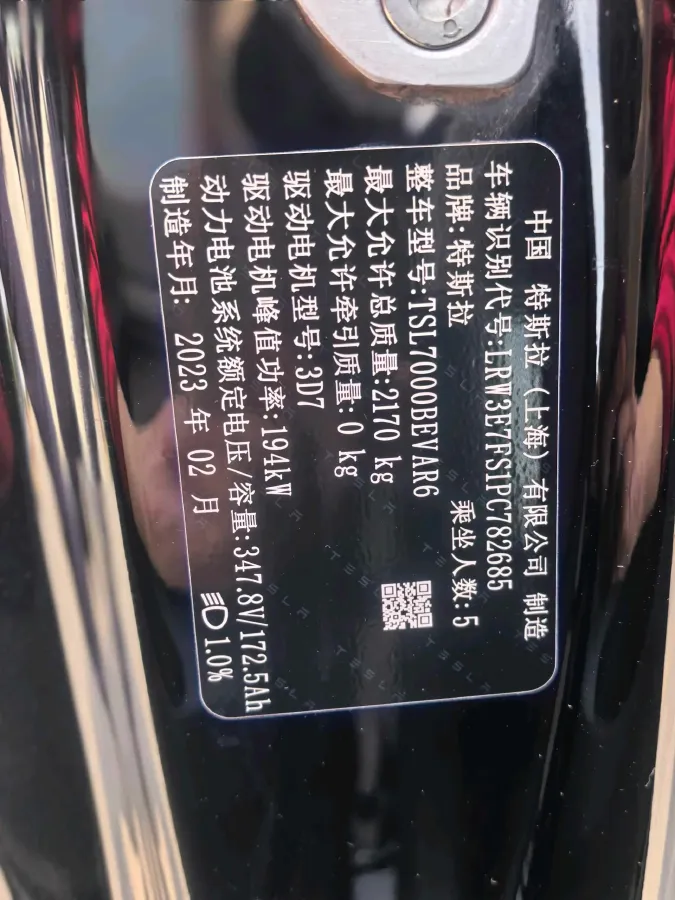 中国 特斯拉（上海）有限公司 制造
车辆识别代号:LRW3E7FS1PC782685
品牌:特斯拉 乘坐人数:5
整车型号:TSL7000BEVAR6
最大允许总质量:2170 kg
最大允许牵引质量:0 kg
驱动电机型号:3D7
驱动电机峰值功率:194kW
动力电池系统额定电压/容量:347.8V/172.5Ah
制造年月: 2023 年 02 月 1.0%
TESLA